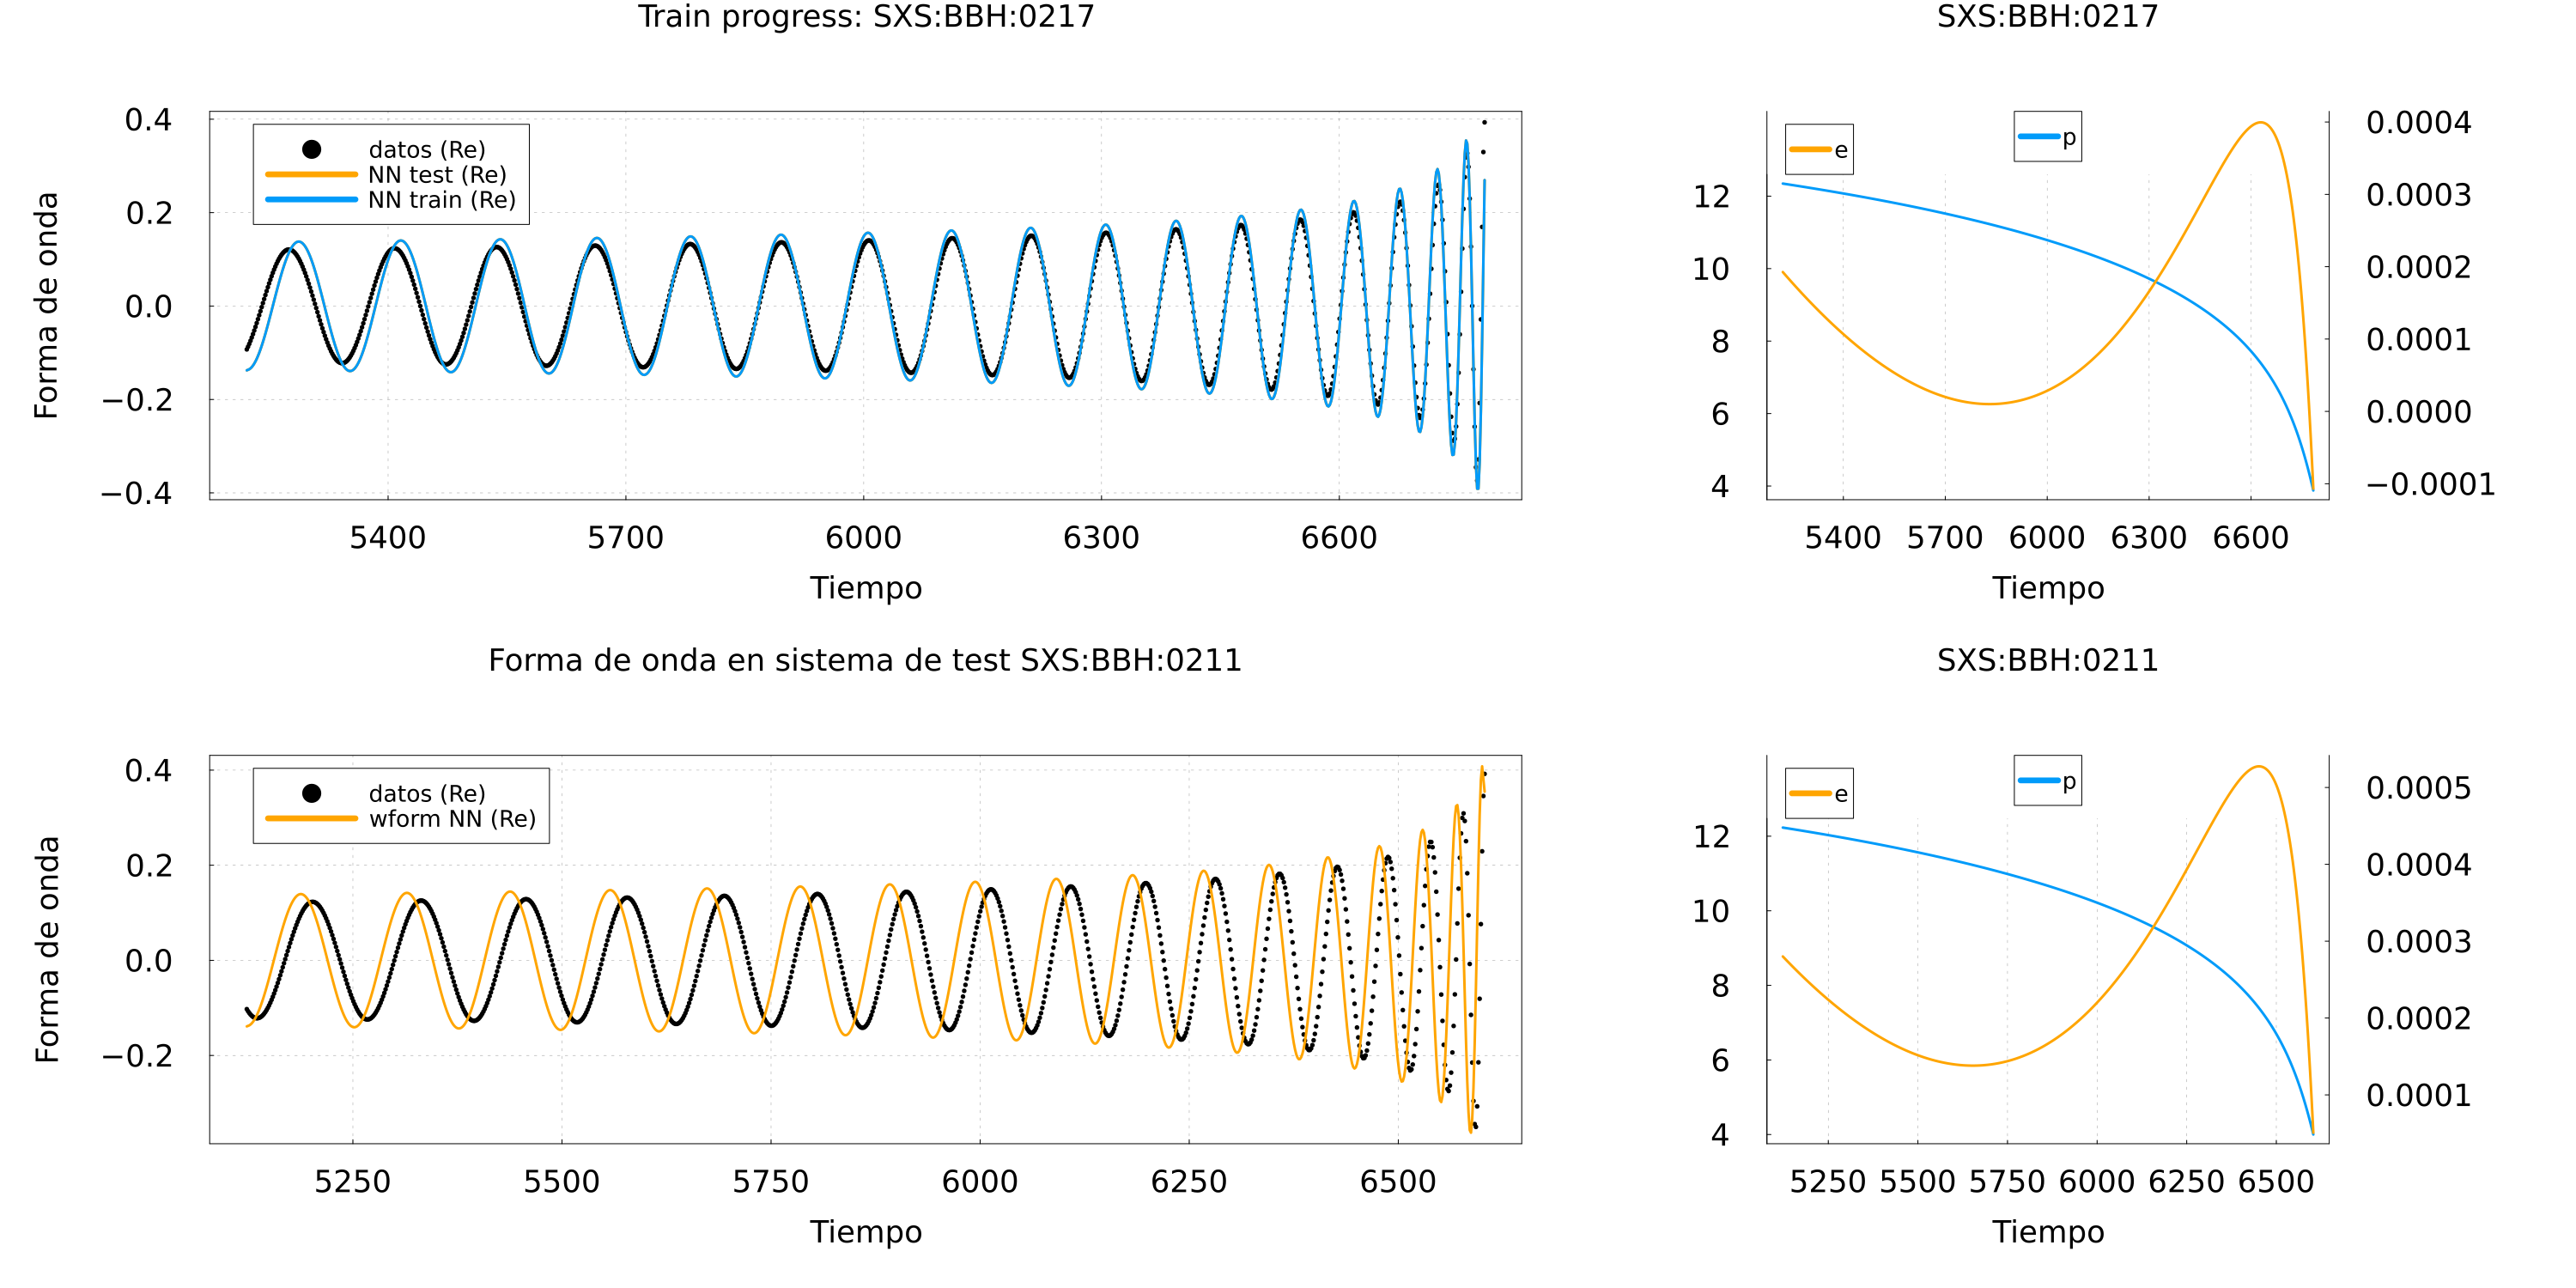 Train progress: SXS:BBH:0217
Forma de onda
0.4
0.2
0.0
−0.2
−0.4
datos (Re)
NN test (Re)
NN train (Re)
5400 5700 6000 6300 6600
Tiempo
SXS:BBH:0217
12
10
8
6
4
e
p
0.0004
0.0003
0.0002
0.0001
0.0000
−0.0001
5400 5700 6000 6300 6600
Tiempo
Forma de onda en sistema de test SXS:BBH:0211
Forma de onda
0.4
0.2
0.0
−0.2
datos (Re)
wform NN (Re)
5250 5500 5750 6000 6250 6500
Tiempo
SXS:BBH:0211
12
10
8
6
4
e
p
0.0005
0.0004
0.0003
0.0002
0.0001
5250 5500 5750 6000 6250 6500
Tiempo